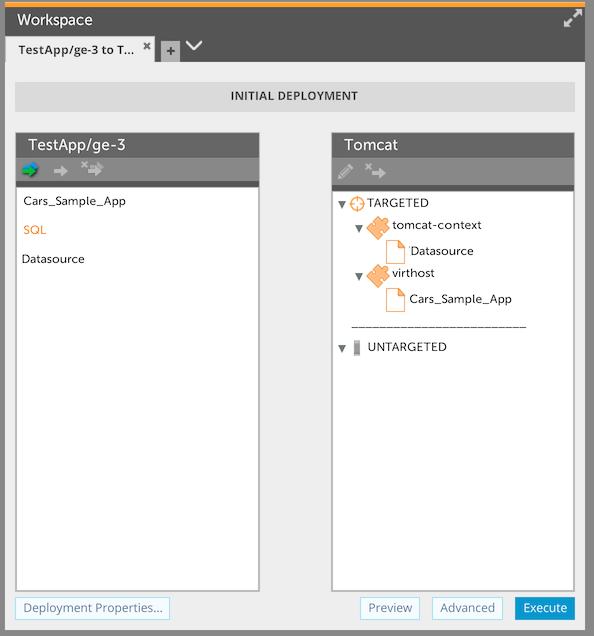 Workspace
TestApp/ge-3 to T...
INITIAL DEPLOYMENT
TestApp/ge-3
Cars_Sample_App
SQL
Datasource
Tomcat
TARGETED
tomcat-context
Datasource
virthost
Cars_Sample_App
UNTARGETED
Deployment Properties...
Preview
Advanced
Execute